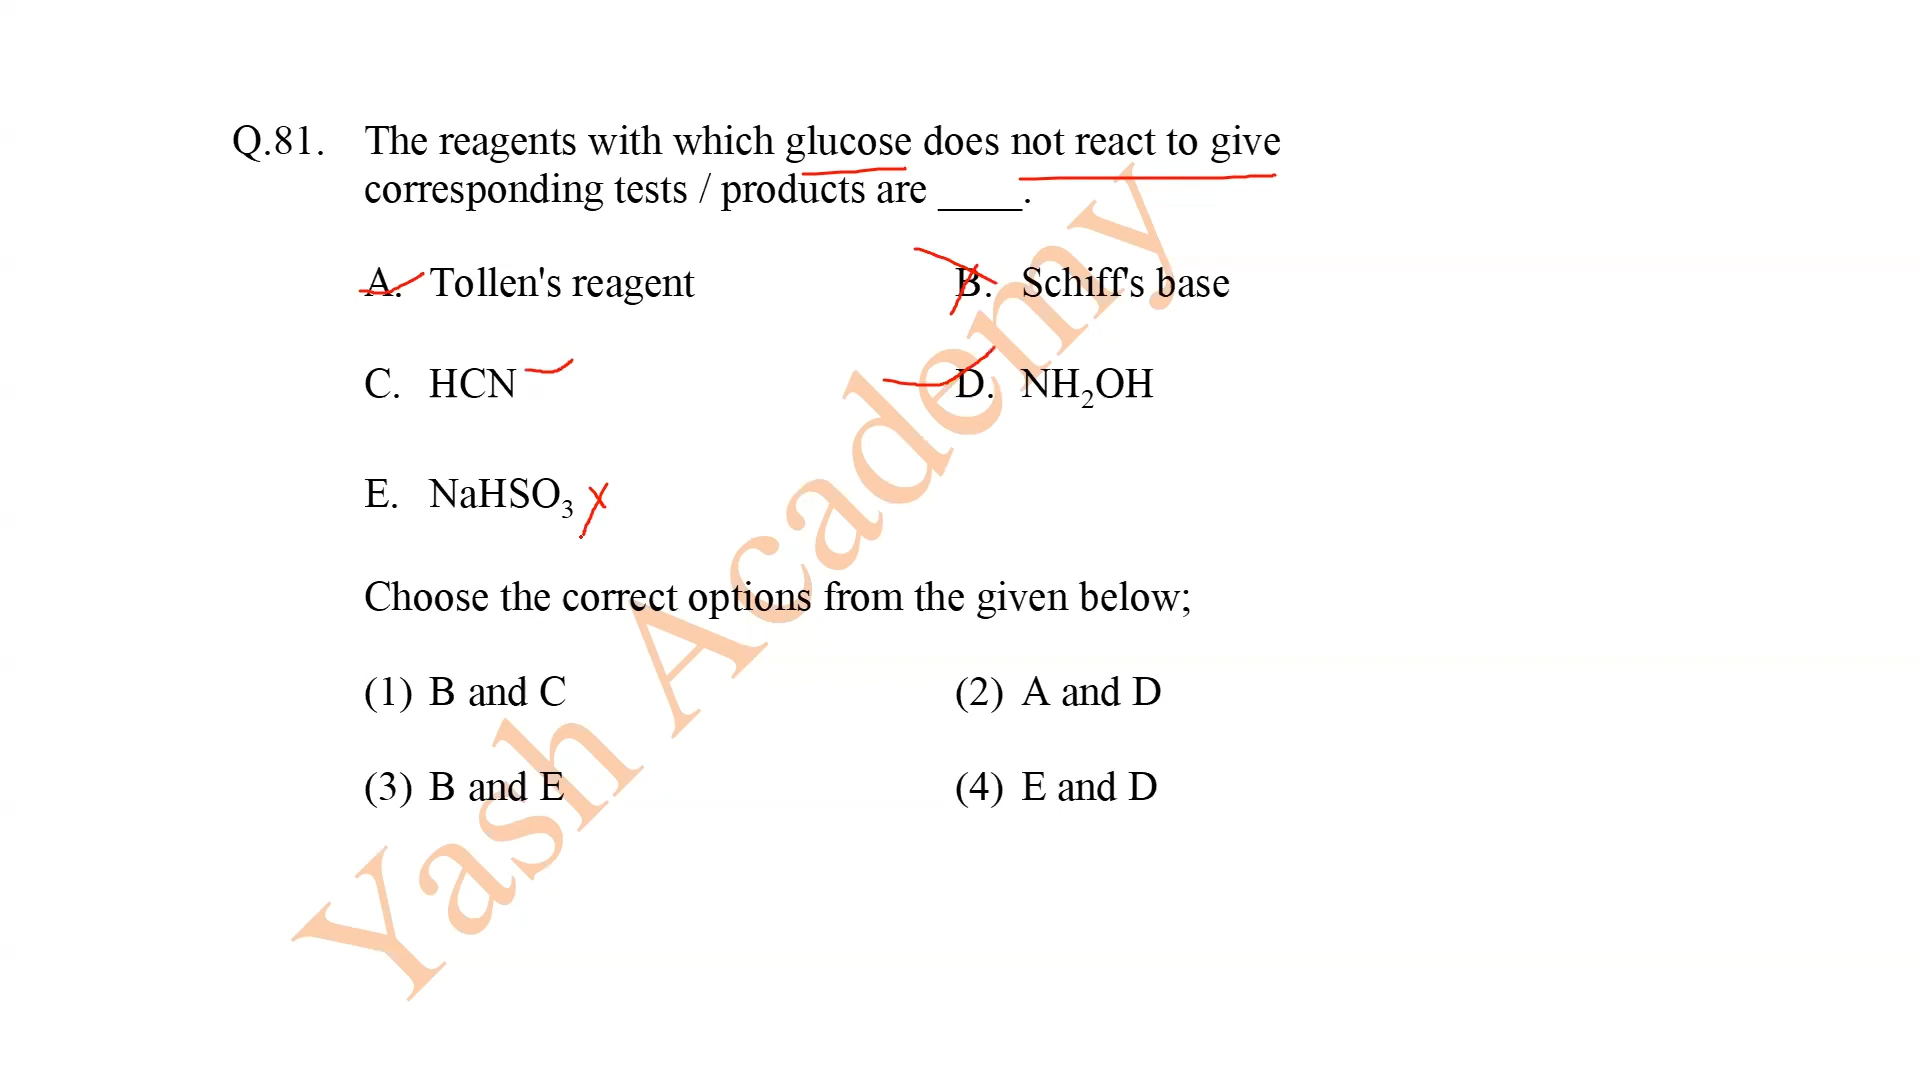 Q.81. The reagents with which glucose does not react to give
corresponding tests / products are ____.
A. Tollen's reagent B. Schiff's base
C. HCN D. NH₂OH
E. NaHSO₃
Choose the correct options from the given below;
(1) B and C (2) A and D
(3) B and E (4) E and D
Yash Academy